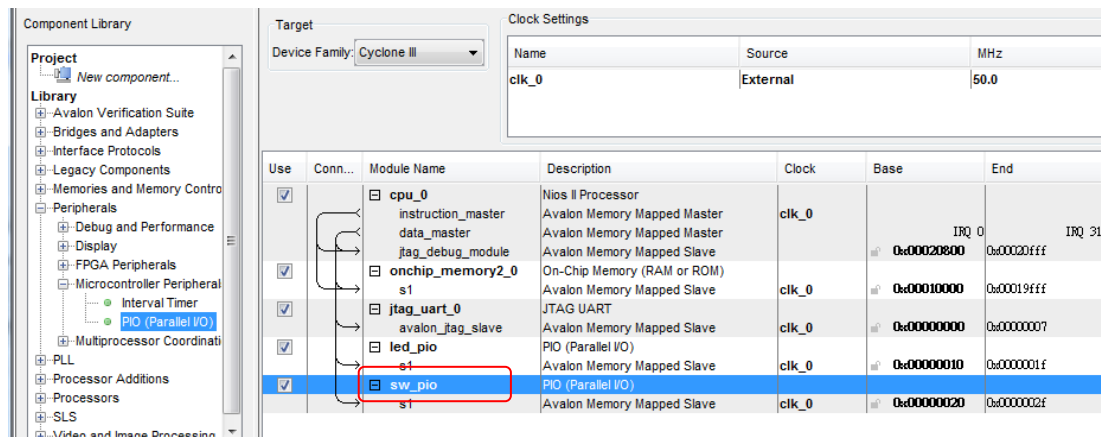 Component Library
Project
New component...
Library
Avalon Verification Suite
Bridges and Adapters
Interface Protocols
Legacy Components
Memories and Memory Contro
Peripherals
Debug and Performance
Display
FPGA Peripherals
Microcontroller Peripheral
Interval Timer
PIO (Parallel I/O)
Multiprocessor Coordinati
PLL
Processor Additions
Processors
SLS
Video and Image Processing
Target
Device Family: Cyclone III
Clock Settings
Name Source MHz
clk_0 External 50.0
Use Conn... Module Name Description Clock Base End
cpu_0 Nios II Processor
instruction_master Avalon Memory Mapped Master clk_0
data_master Avalon Memory Mapped Master IRQ 0 IRQ 31
jtag_debug_module Avalon Memory Mapped Slave 0x00020800 0x00020fff
onchip_memory2_0 On-Chip Memory (RAM or ROM)
s1 Avalon Memory Mapped Slave clk_0 0x00010000 0x00019fff
jtag_uart_0 JTAG UART
avalon_jtag_slave Avalon Memory Mapped Slave clk_0 0x00000000 0x00000007
led_pio PIO (Parallel I/O)
s1 Avalon Memory Mapped Slave clk_0 0x00000010 0x0000001f
sw_pio PIO (Parallel I/O)
s1 Avalon Memory Mapped Slave clk_0 0x00000020 0x0000002f